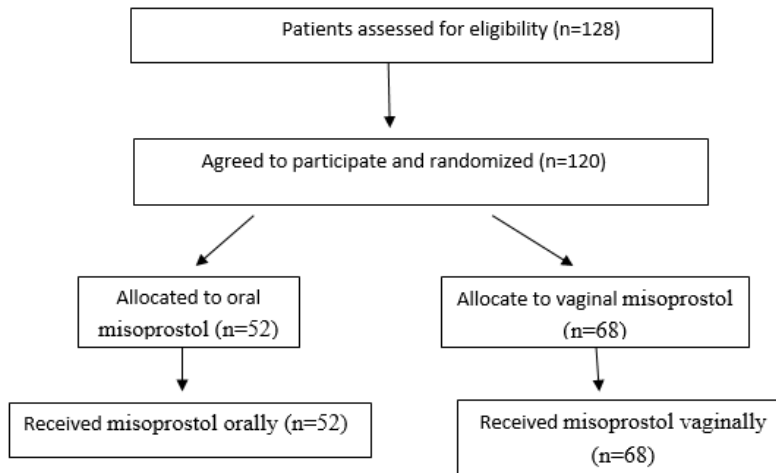 Patients assessed for eligibility (n=128)
Agreed to participate and randomized (n=120)
Allocated to oral
misoprostol (n=52)
Allocate to vaginal misoprostol
(n=68)
Received misoprostol orally (n=52)
Received misoprostol vaginally
(n=68)